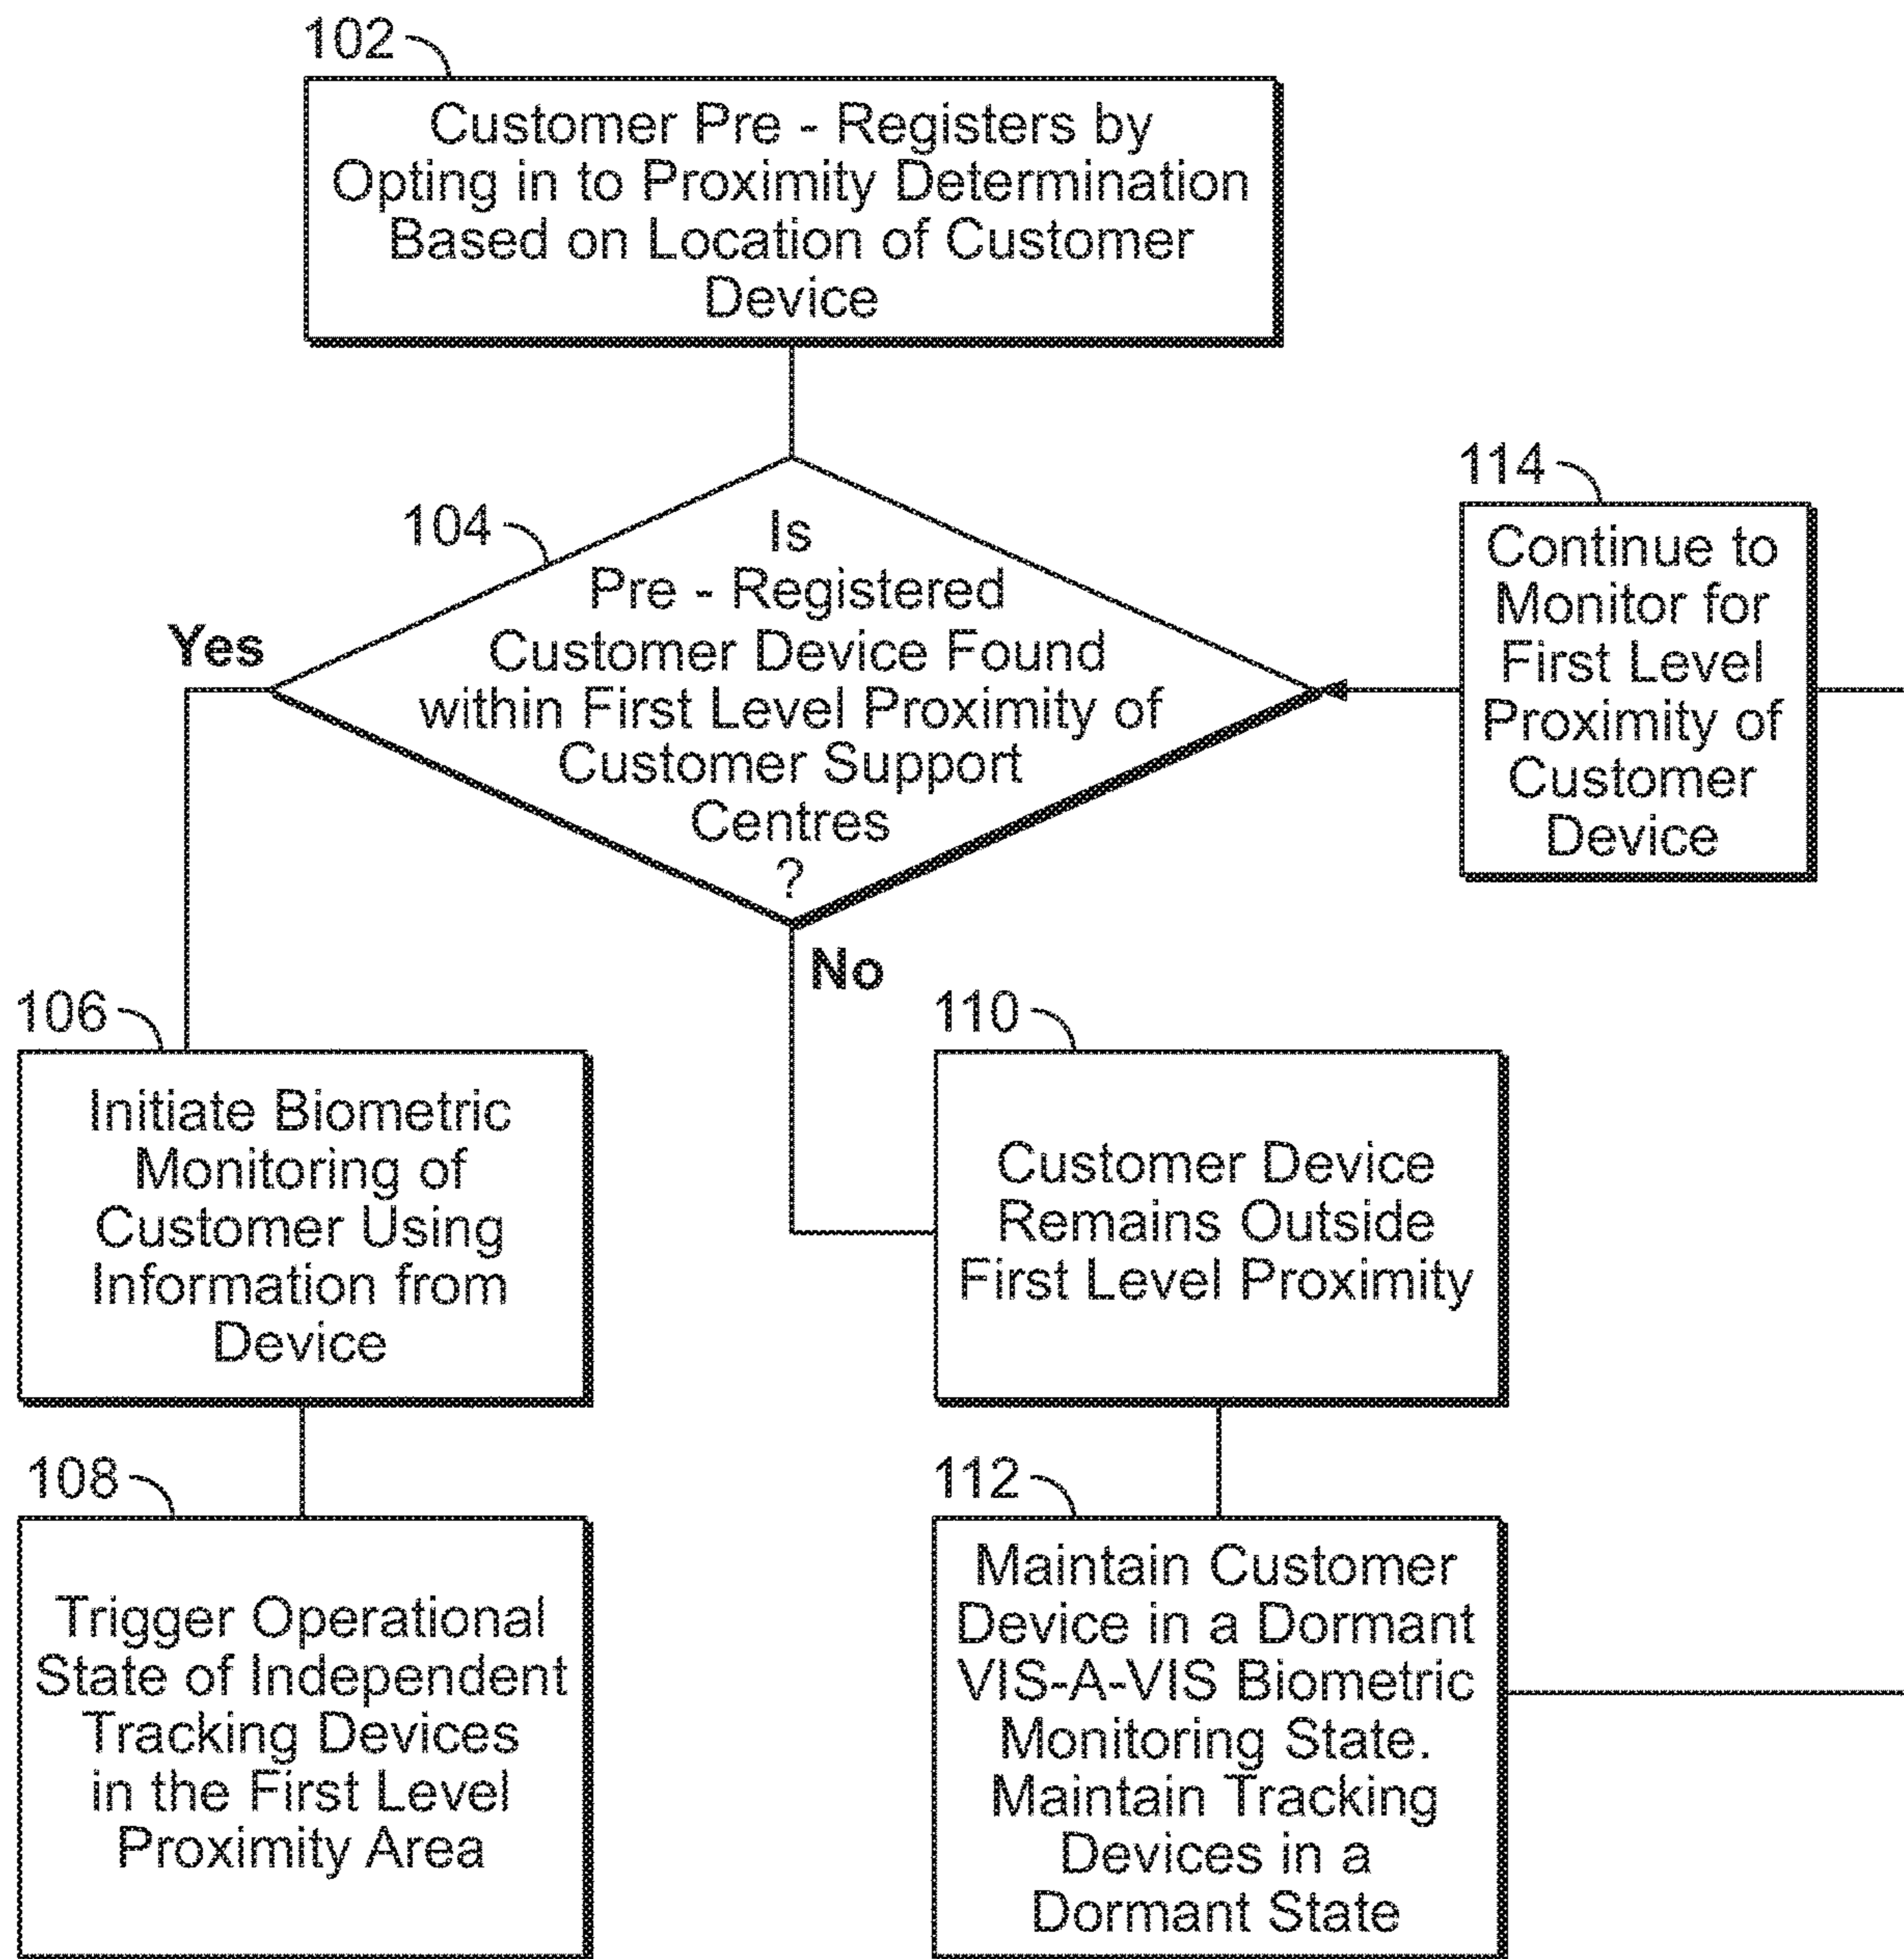 102
Customer Pre - Registers by
Opting in to Proximity Determination
Based on Location of Customer
Device
104
Is
Pre - Registered
Customer Device Found
within First Level Proximity of
Customer Support
Centres
?
Yes
No
114
Continue to
Monitor for
First Level
Proximity of
Customer
Device
106
Initiate Biometric
Monitoring of
Customer Using
Information from
Device
110
Customer Device
Remains Outside
First Level Proximity
108
Trigger Operational
State of Independent
Tracking Devices
in the First Level
Proximity Area
112
Maintain Customer
Device in a Dormant
VIS-A-VIS Biometric
Monitoring State.
Maintain Tracking
Devices in a
Dormant State